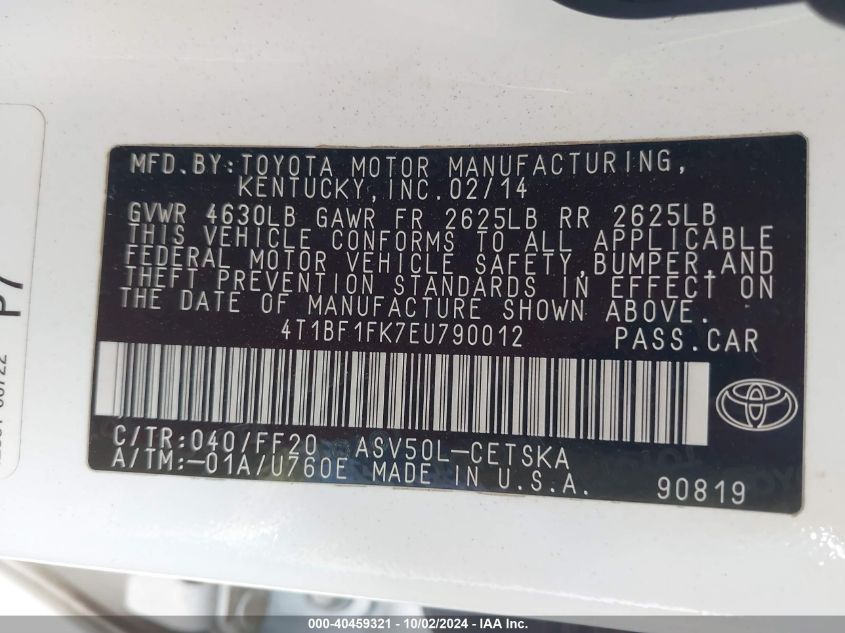 MFD.BY:TOYOTA MOTOR MANUFACTURING,
KENTUCKY,INC.02/14
GVWR 4630LB GAWR FR 2625LB RR 2625LB
THIS VEHICLE CONFORMS TO ALL APPLICABLE
FEDERAL MOTOR VEHICLE SAFETY,BUMPER,AND
THEFT PREVENTION STANDARDS IN EFFECT ON
THE DATE OF MANUFACTURE SHOWN ABOVE.
4T1BF1FK7EU790012 PASS.CAR
C/TR:040/FF20 ASV50L-CETSKA
A/TM:-01A/U760E MADE IN U.S.A.
90819
P7
000-40459321 - 10/02/2024 - IAA Inc.